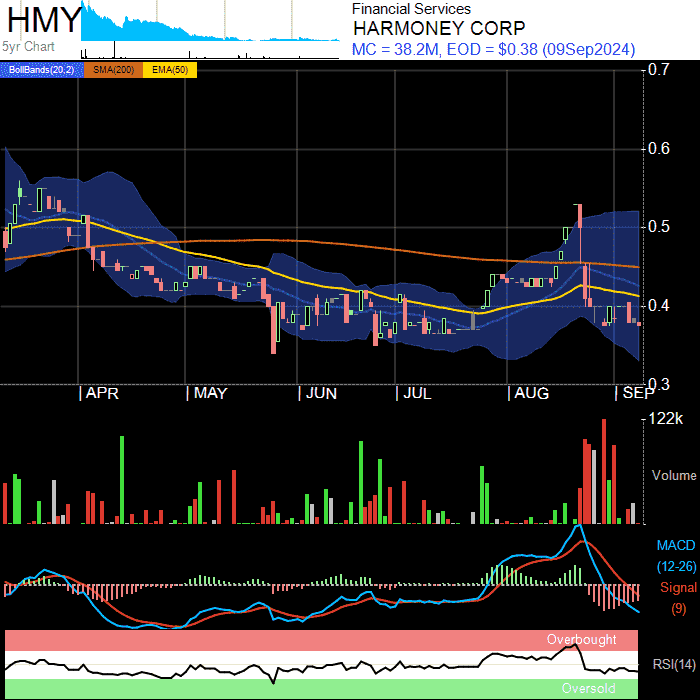 HMY
5yr Chart
Financial Services
HARMONEY CORP
MC = 38.2M, EOD = $0.38 (09Sep2024)
BollBands(20,2) SMA(200) EMA(50)
0.7
0.6
0.5
0.4
0.3
APR MAY JUN JUL AUG SEP
122k
Volume
MACD
(12-26)
Signal
(9)
Overbought
RSI(14)
Oversold